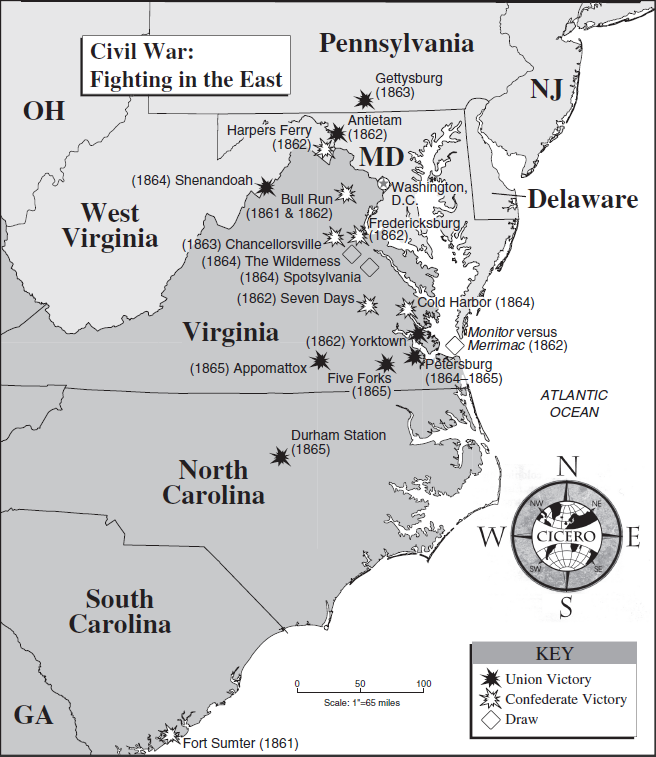 Civil War:
Fighting in the East
Pennsylvania
Gettysburg
(1863)
NJ
OH
Antietam
(1862)
Harpers Ferry
(1862)
MD
(1864) Shenandoah
Washington,
D.C.
Delaware
Bull Run
(1861 & 1862)
West
Virginia
Fredericksburg
(1862)
(1863) Chancellorsville
(1864) The Wilderness
(1864) Spotsylvania
(1862) Seven Days
Cold Harbor (1864)
Virginia
Monitor versus
Merrimac (1862)
(1862) Yorktown
(1865) Appomattox
Petersburg
(1864–1865)
Five Forks
(1865)
ATLANTIC
OCEAN
Durham Station
(1865)
North
Carolina
N
NW
NE
W
CICERO
E
SW
SE
S
South
Carolina
KEY
Union Victory
Confederate Victory
Draw
0 50 100
Scale: 1"=65 miles
GA
Fort Sumter (1861)